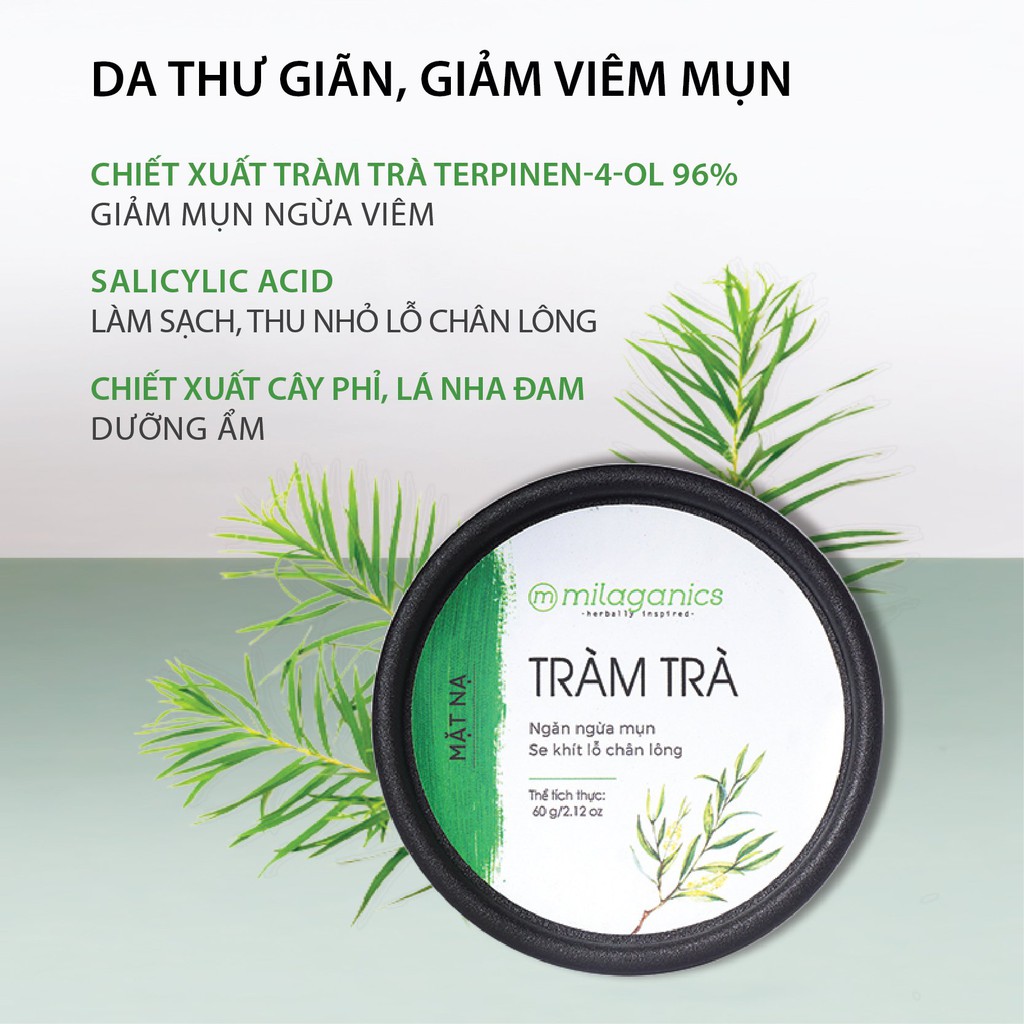 DA THƯ GIÃN, GIẢM VIÊM MỤN
CHIẾT XUẤT TRÀM TRÀ TERPINEN-4-OL 96%
GIẢM MỤN NGỪA VIÊM
SALICYLIC ACID
LÀM SẠCH, THU NHỎ LỖ CHÂN LÔNG
CHIẾT XUẤT CÂY PHỈ, LÁ NHA ĐAM
DƯỠNG ẨM
m milaganics
-herbally inspired-
TRÀM TRÀ
MẶT NẠ
Ngăn ngừa mụn
Se khít lỗ chân lông
Thể tích thực:
60 g/2.12 oz